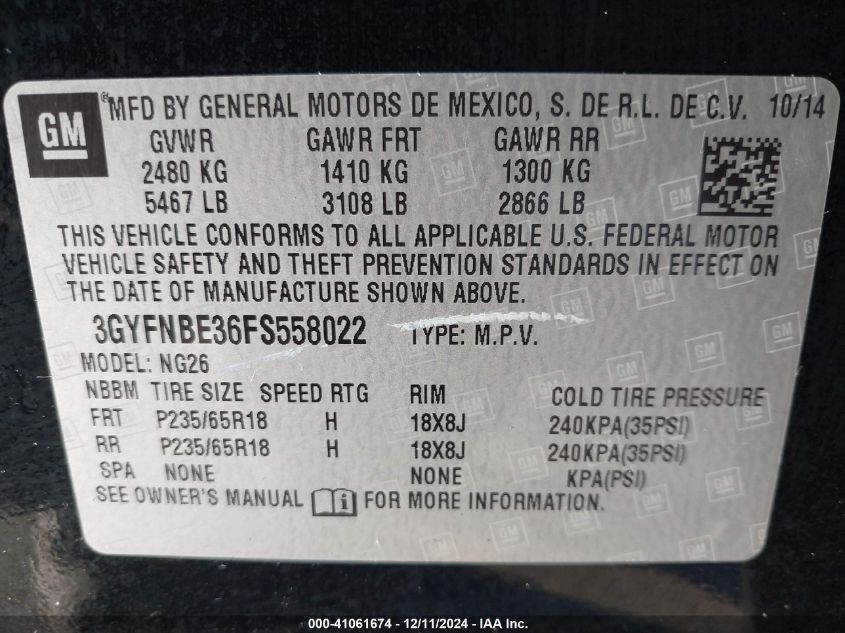 GM® MFD BY GENERAL MOTORS DE MEXICO, S. DE R.L. DE C.V. 10/14
GVWR GAWR FRT GAWR RR
2480 KG 1410 KG 1300 KG
5467 LB 3108 LB 2866 LB
THIS VEHICLE CONFORMS TO ALL APPLICABLE U.S. FEDERAL MOTOR
VEHICLE SAFETY AND THEFT PREVENTION STANDARDS IN EFFECT ON
THE DATE OF MANUFACTURE SHOWN ABOVE.
3GYFNBE36FS558022 TYPE: M.P.V.
MODEL: NG26
NBBM TIRE SIZE SPEED RTG RIM COLD TIRE PRESSURE
FRT P235/65R18 H 18X8J 240KPA(35PSI)
RR P235/65R18 H 18X8J 240KPA(35PSI)
SPA NONE NONE KPA(PSI)
SEE OWNER'S MANUAL i FOR MORE INFORMATION.
000-41061674 - 12/11/2024 - IAA Inc.